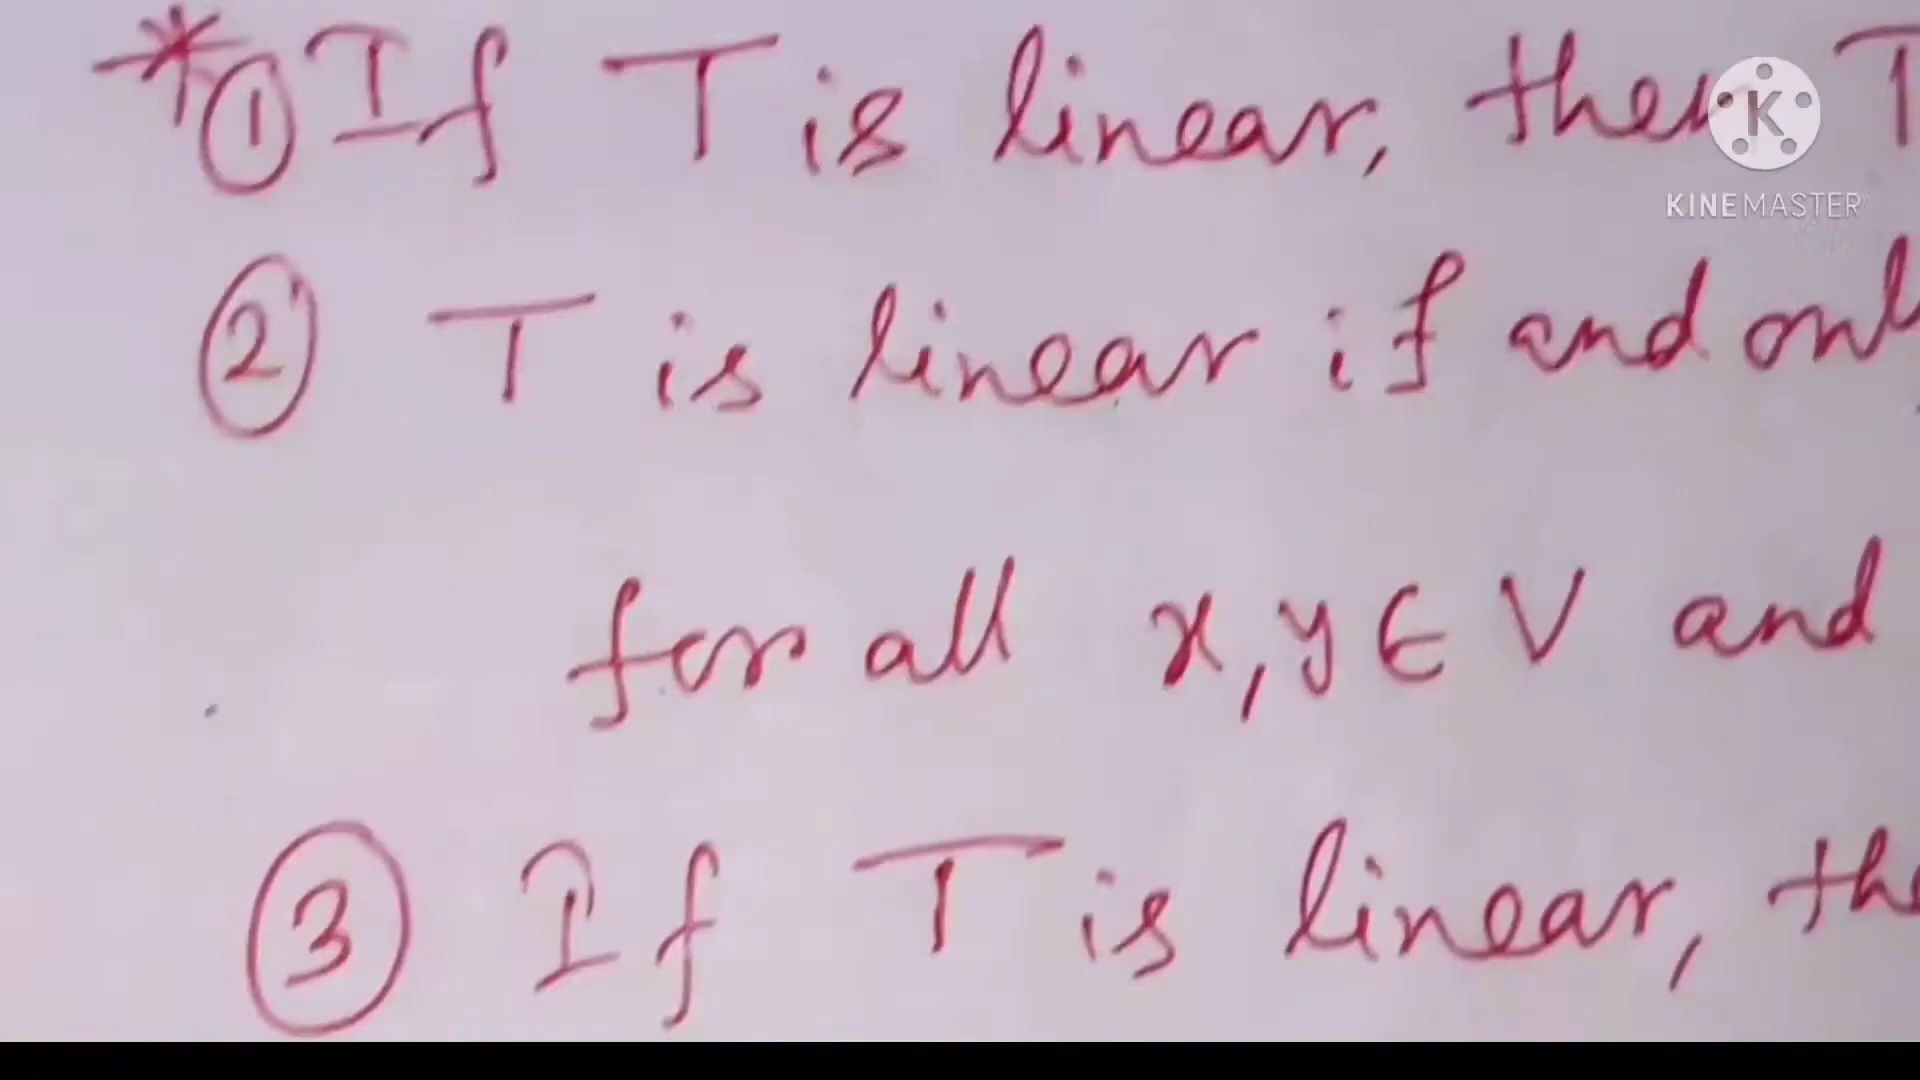 *① If T is linear, then T
② T is linear if and onl
for all x, y ∈ V and
③ If T is linear, the
K
KINEMASTER